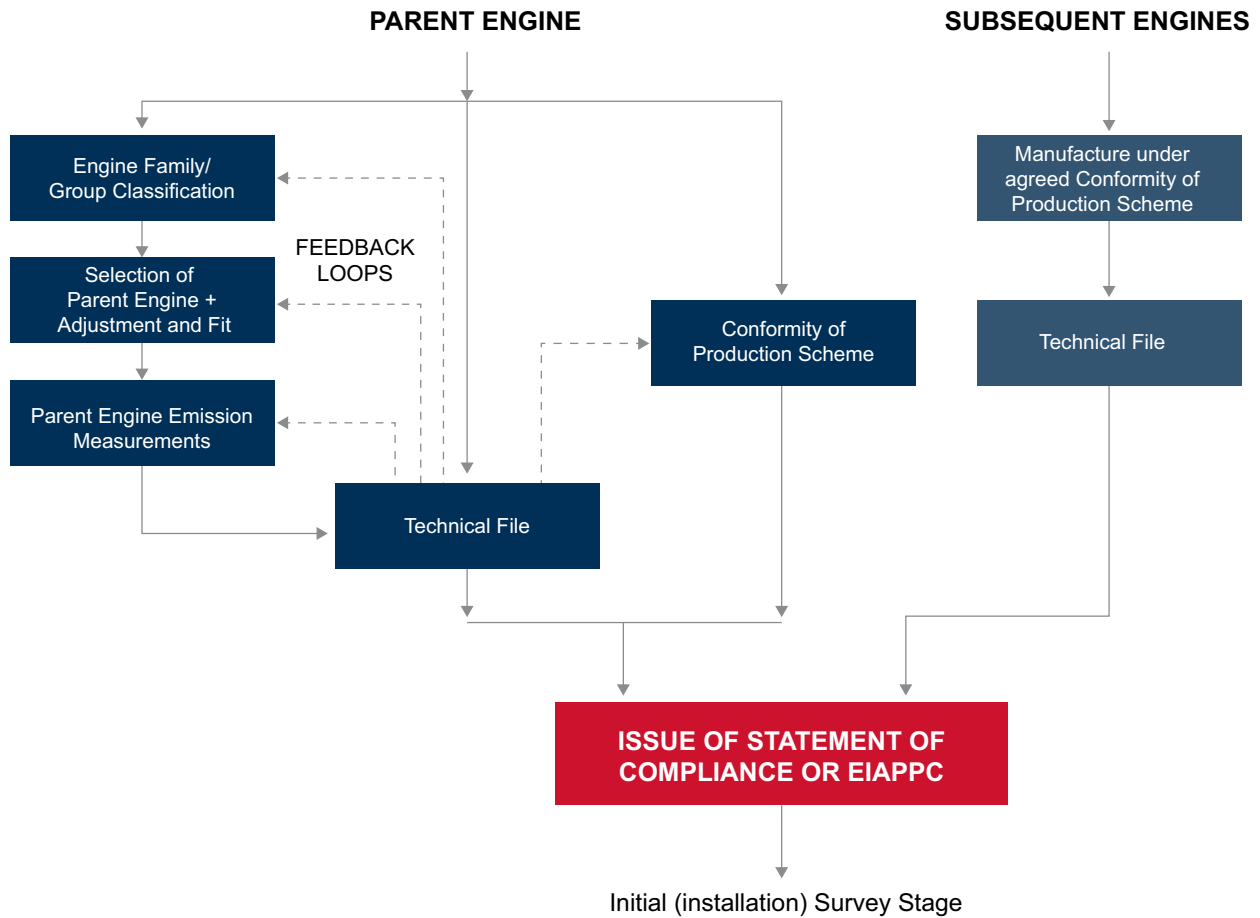 PARENT ENGINE
SUBSEQUENT ENGINES
Engine Family/
Group Classification
Manufacture under
agreed Conformity of
Production Scheme
FEEDBACK
LOOPS
Selection of
Parent Engine +
Adjustment and Fit
Conformity of
Production Scheme
Technical File
Parent Engine Emission
Measurements
Technical File
ISSUE OF STATEMENT OF
COMPLIANCE OR EIAPPC
Initial (installation) Survey Stage